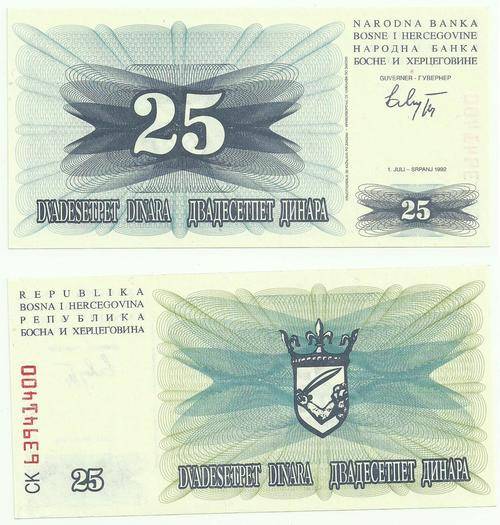 NARODNA BANKA
BOSNE I HERCEGOVINE
НАРОДНА БАНКА
БОСНЕ И ХЕРЦЕГОВИНЕ
GUVERNER - ГУВЕРНЕР
25
1. JULI – SRPANJ 1992
25
DVADESETPET DINARA ДВАДЕСЕТПЕТ ДИНАРА
REPUBLIKA
BOSNA I HERCEGOVINA
РЕПУБЛИКА
БОСНА И ХЕРЦЕГОВИНА
CK 63941400
25
DVADESETPET DINARA ДВАДЕСЕТПЕТ ДИНАРА